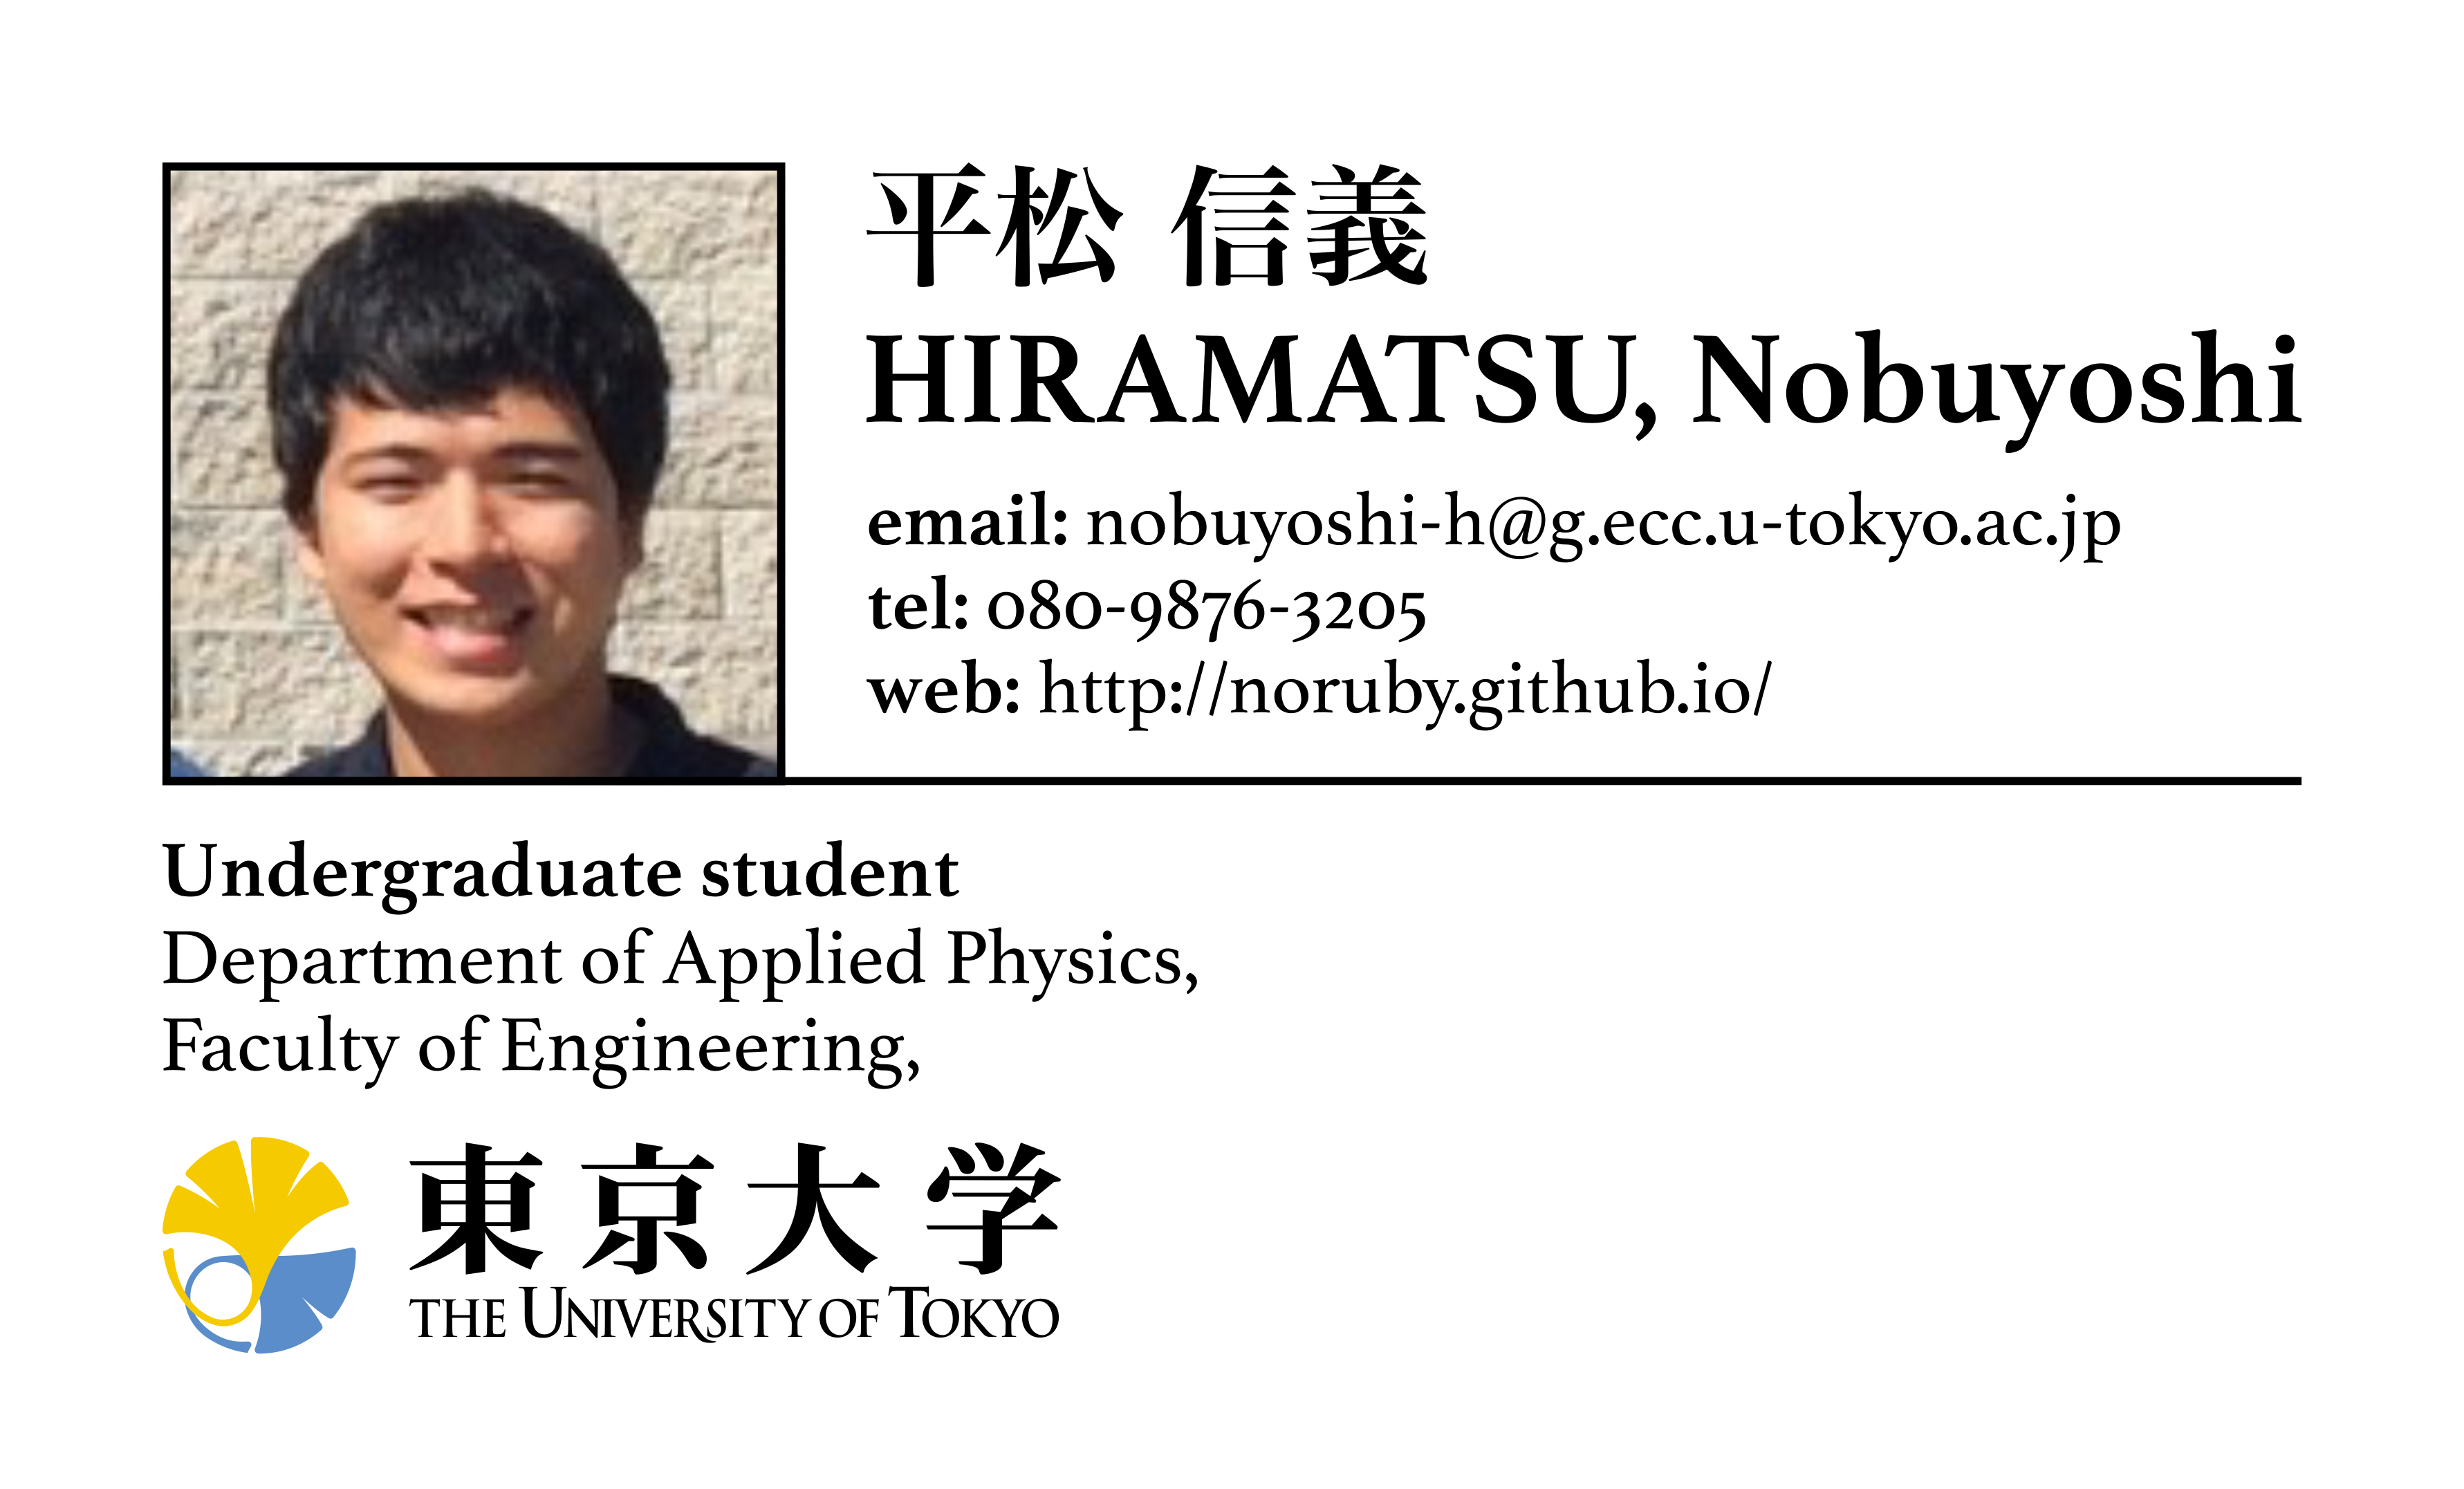 平松 信義
HIRAMATSU, Nobuyoshi
email: nobuyoshi-h@g.ecc.u-tokyo.ac.jp
tel: 080-9876-3205
web: http://noruby.github.io/
Undergraduate student
Department of Applied Physics,
Faculty of Engineering,
東京大学
THE UNIVERSITY OF TOKYO